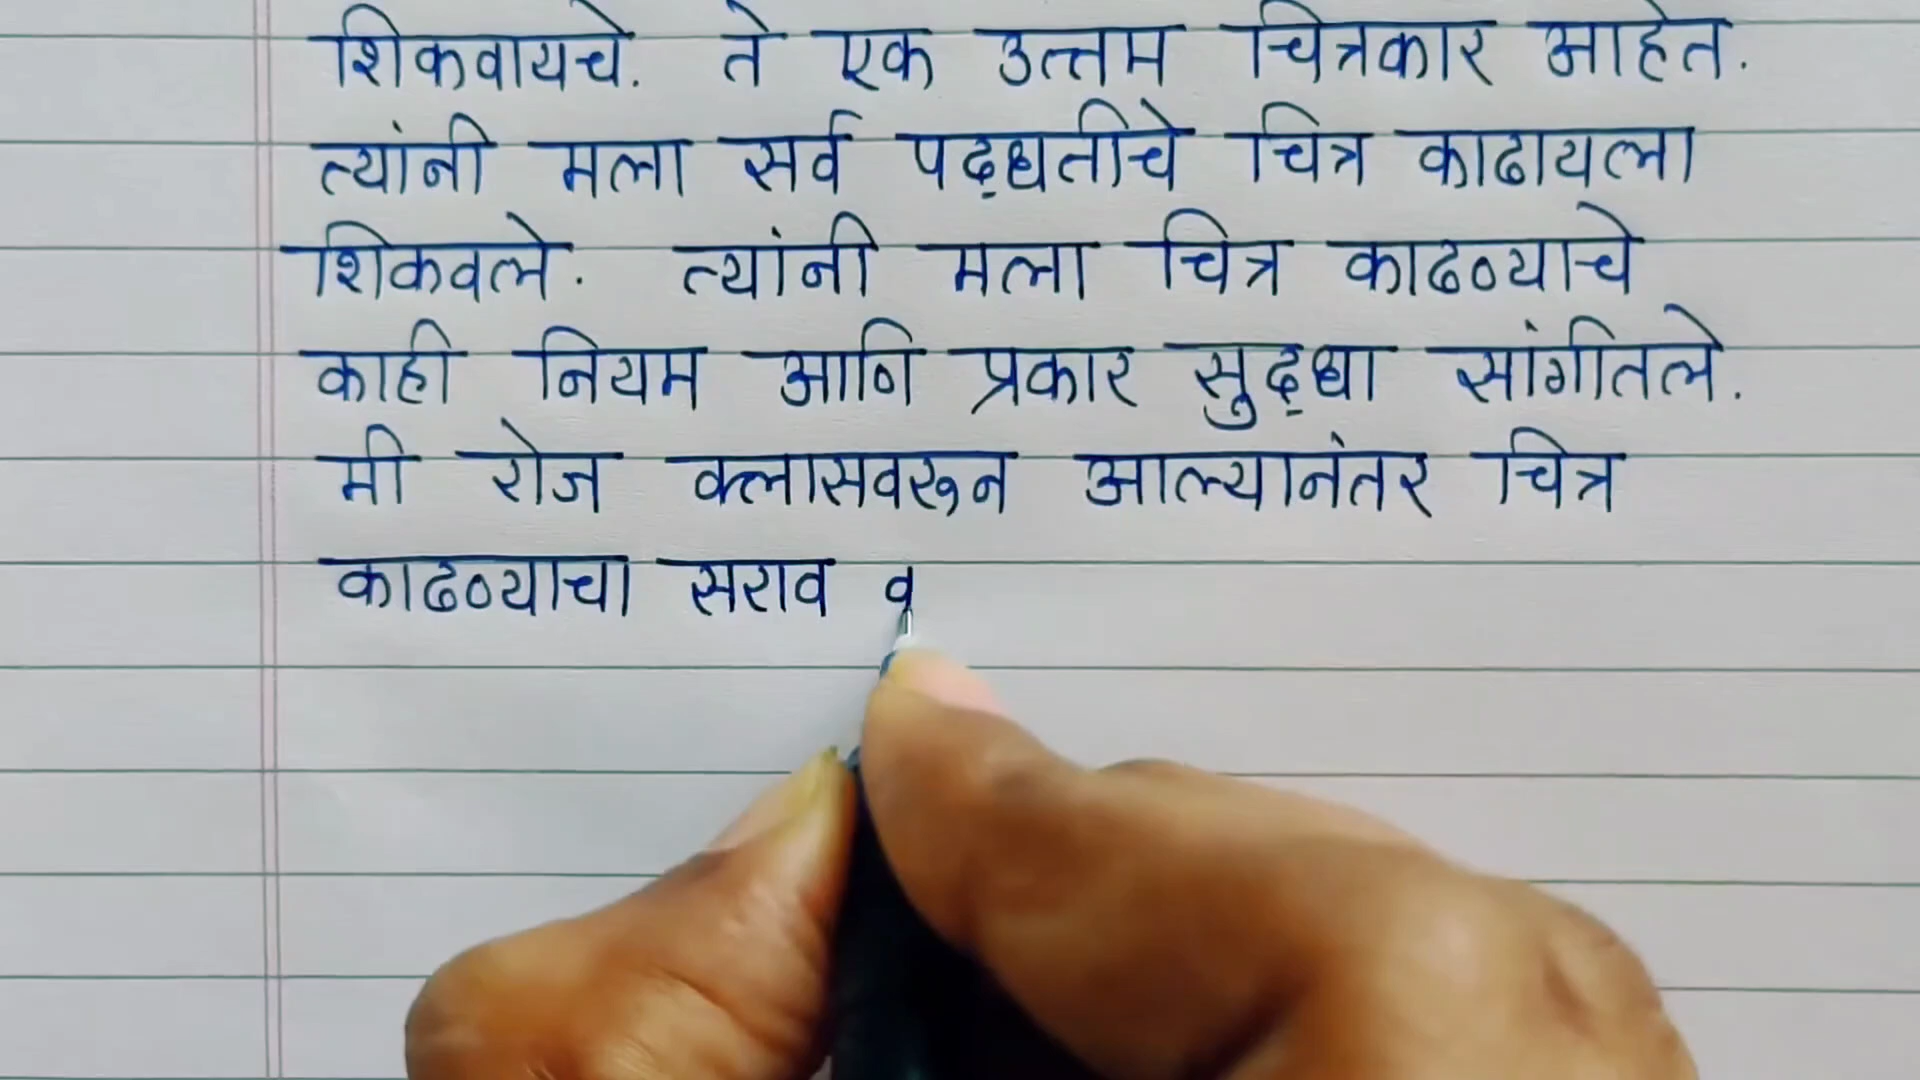 शिकवायचे. ते एक उत्तम चित्रकार आहेत.
त्यांनी मला सर्व पद्धतीचे चित्र काढायला
शिकवले. त्यांनी मला चित्र काढण्याचे
काही नियम आणि प्रकार सुद्धा सांगीतले.
मी रोज क्लासवरून आल्यानंतर चित्र
काढण्याचा सराव